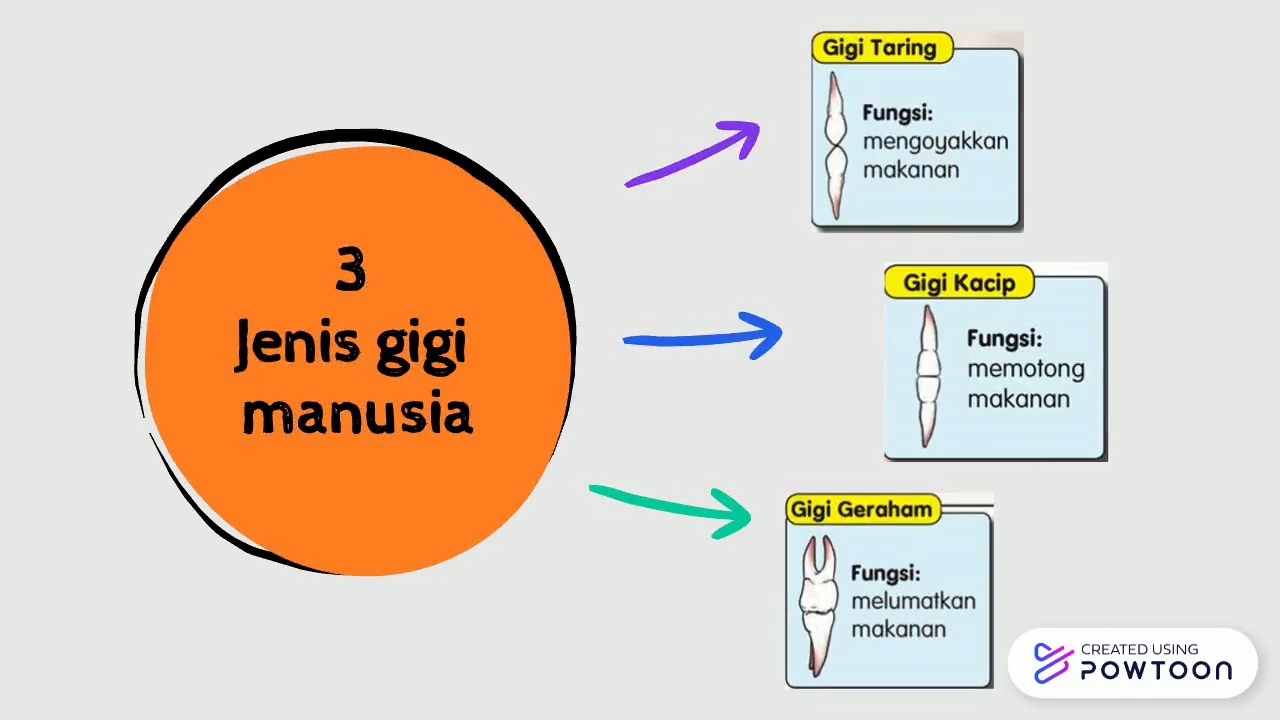 3
Jenis gigi
manusia
Gigi Taring
Fungsi:
mengoyakkan
makanan
Gigi Kacip
Fungsi:
memotong
makanan
Gigi Geraham
Fungsi:
melumatkan
makanan
CREATED USING
POWTOON